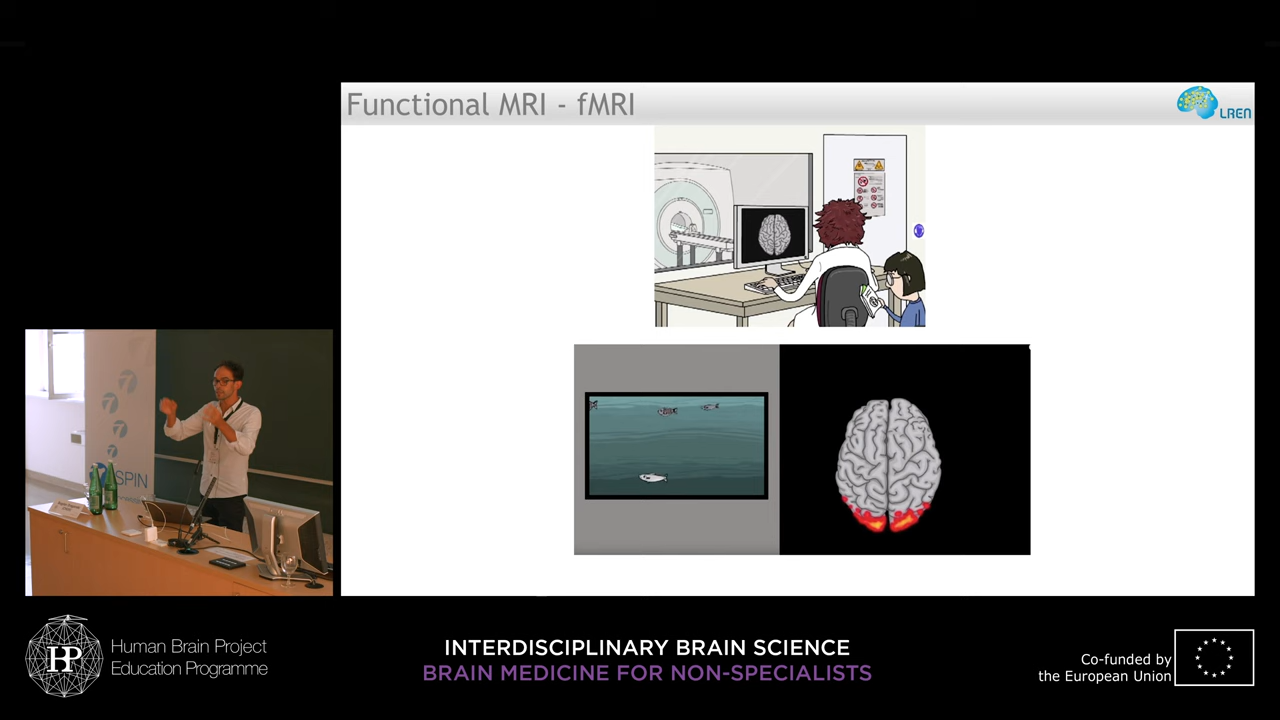 Functional MRI - fMRI
LREN
SPIN
HP
Human Brain Project
Education Programme
INTERDISCIPLINARY BRAIN SCIENCE
BRAIN MEDICINE FOR NON-SPECIALISTS
Co-funded by
the European Union